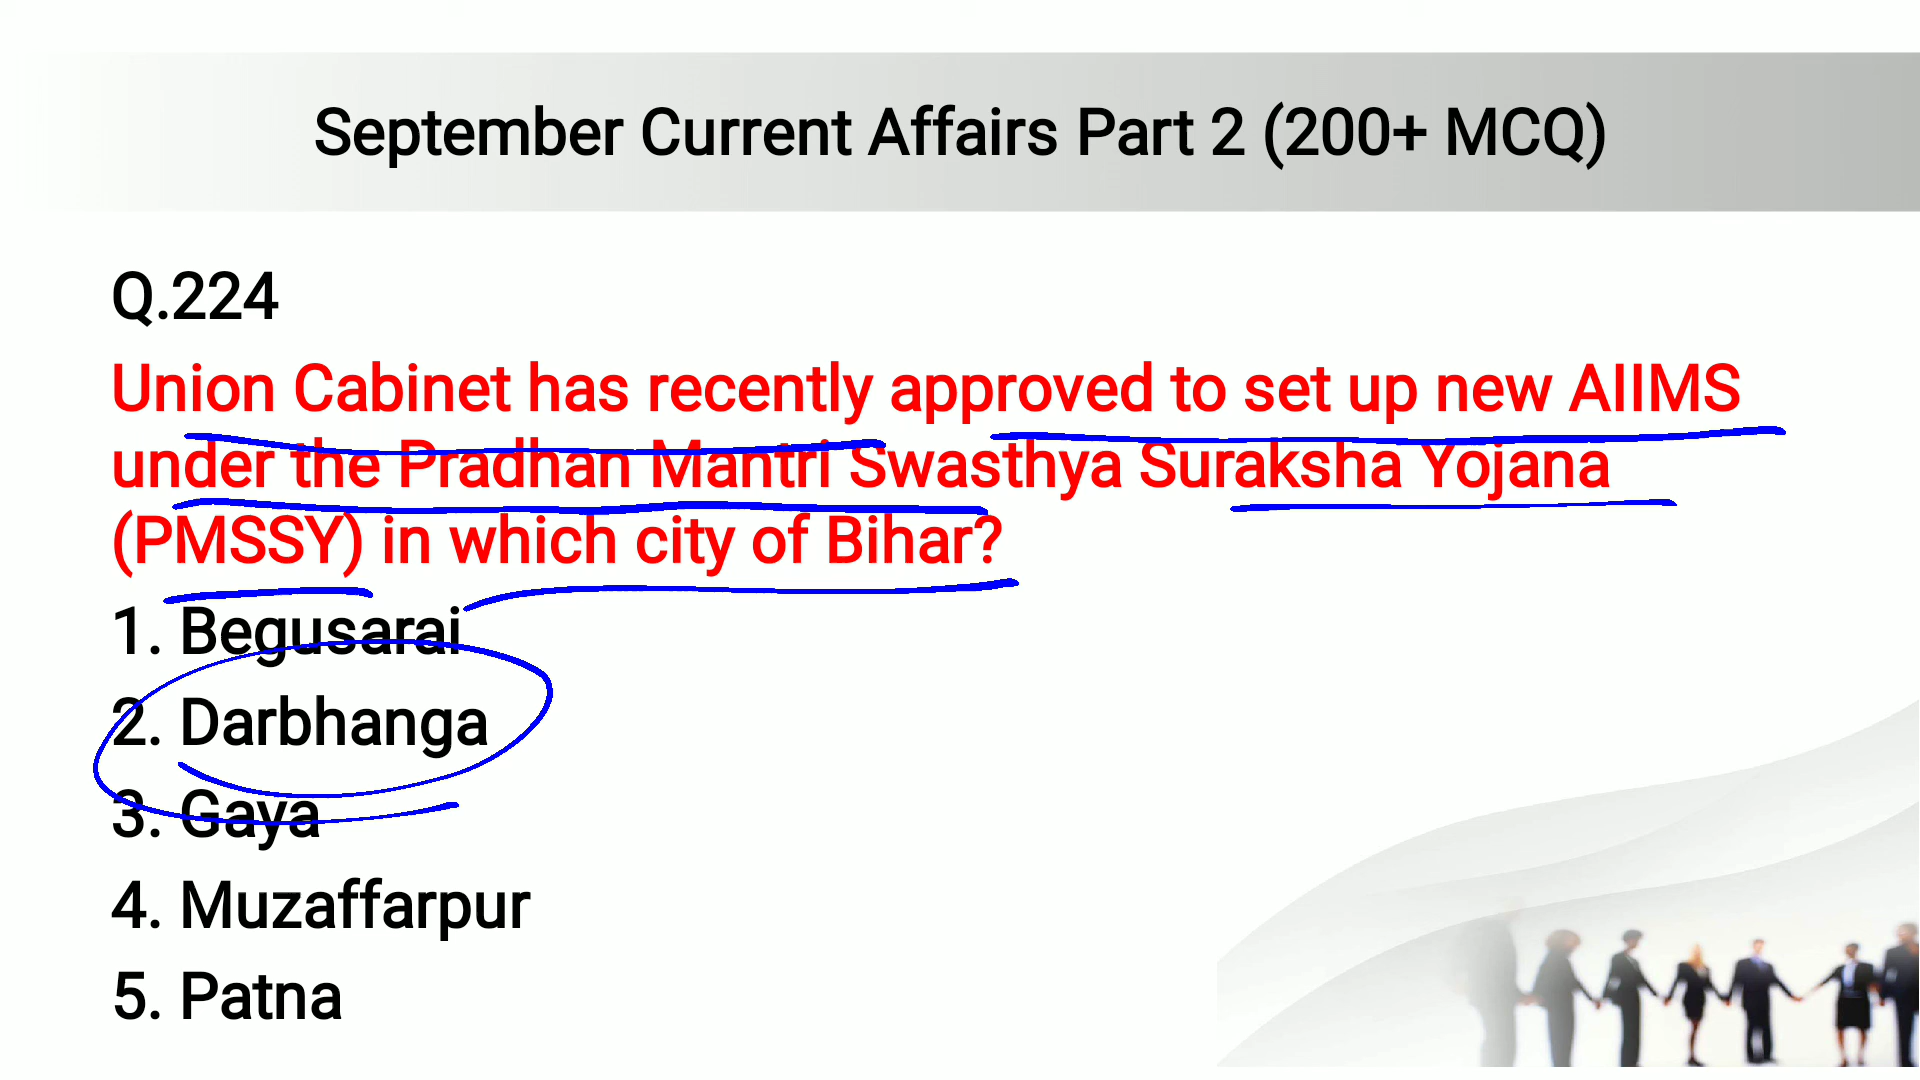 September Current Affairs Part 2 (200+ MCQ)
Q.224
Union Cabinet has recently approved to set up new AIIMS
under the Pradhan Mantri Swasthya Suraksha Yojana
(PMSSY) in which city of Bihar?
1. Begusarai
2. Darbhanga
3. Gaya
4. Muzaffarpur
5. Patna